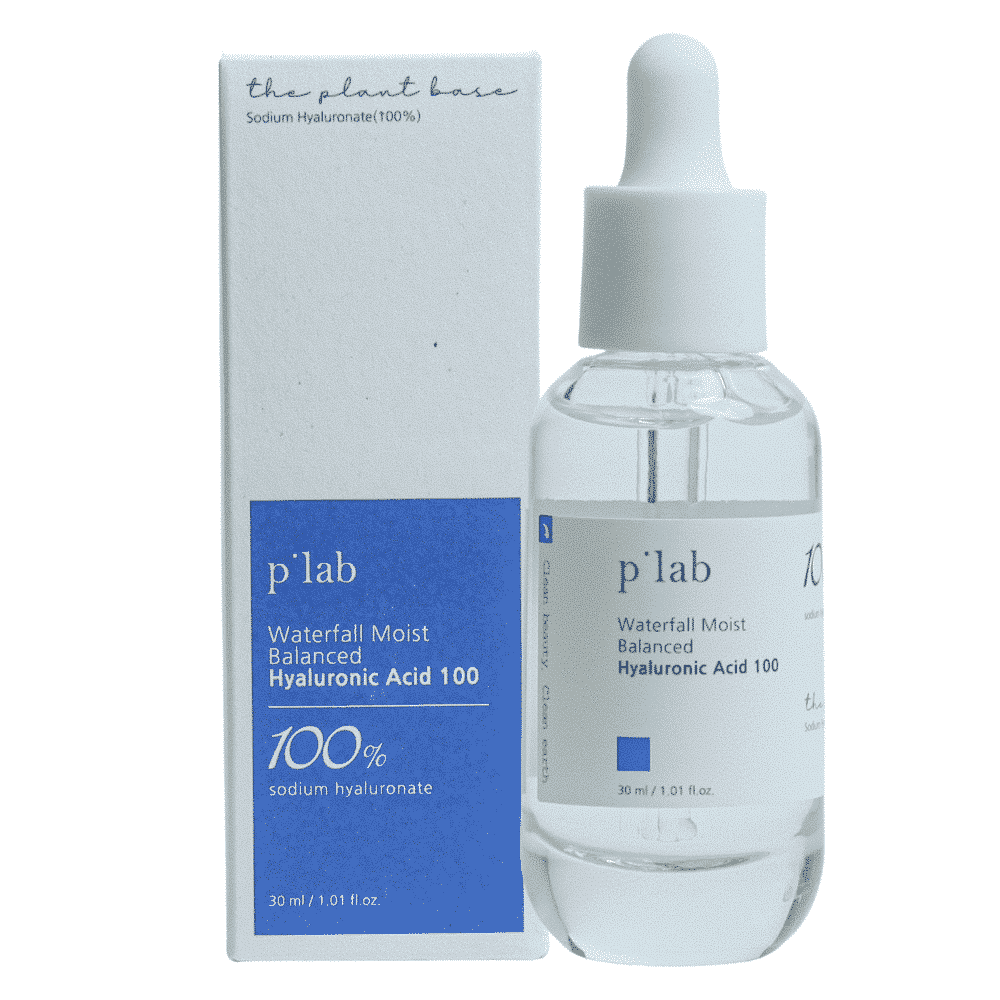 the plant base
Sodium Hyaluronate(100%)
p·lab
Waterfall Moist
Balanced
Hyaluronic Acid 100
100%
sodium hyaluronate
30 ml / 1.01 fl.oz.
Clean beauty Clean earth
p·lab
Waterfall Moist
Balanced
Hyaluronic Acid 100
30 ml / 1.01 fl.oz.
10
the